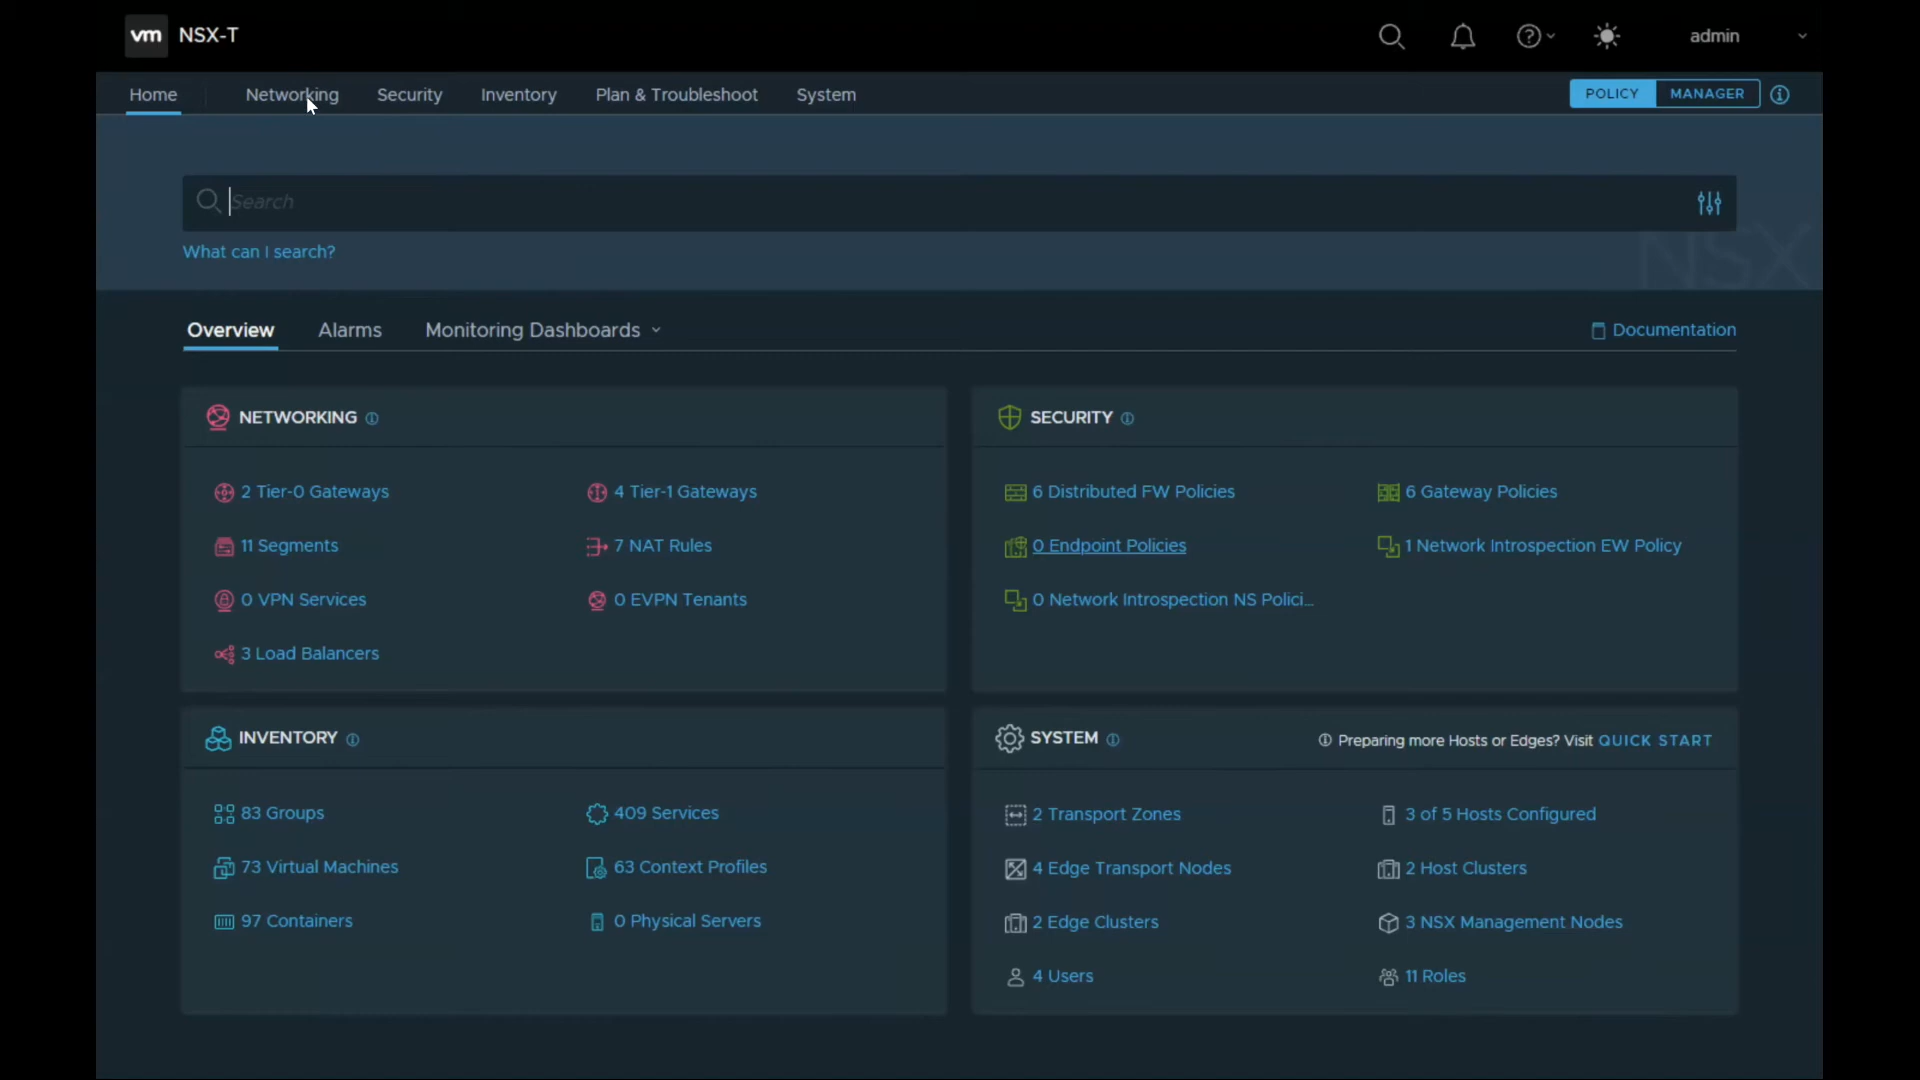 vm NSX-T admin
Home Networking Security Inventory Plan & Troubleshoot System POLICY MANAGER
Search
What can I search?
NSX
Overview Alarms Monitoring Dashboards Documentation
NETWORKING
2 Tier-0 Gateways
4 Tier-1 Gateways
11 Segments
7 NAT Rules
0 VPN Services
0 EVPN Tenants
3 Load Balancers
SECURITY
6 Distributed FW Policies
6 Gateway Policies
0 Endpoint Policies
1 Network Introspection EW Policy
0 Network Introspection NS Polici...
INVENTORY
83 Groups
409 Services
73 Virtual Machines
63 Context Profiles
97 Containers
0 Physical Servers
SYSTEM
Preparing more Hosts or Edges? Visit QUICK START
2 Transport Zones
3 of 5 Hosts Configured
4 Edge Transport Nodes
2 Host Clusters
2 Edge Clusters
3 NSX Management Nodes
4 Users
11 Roles